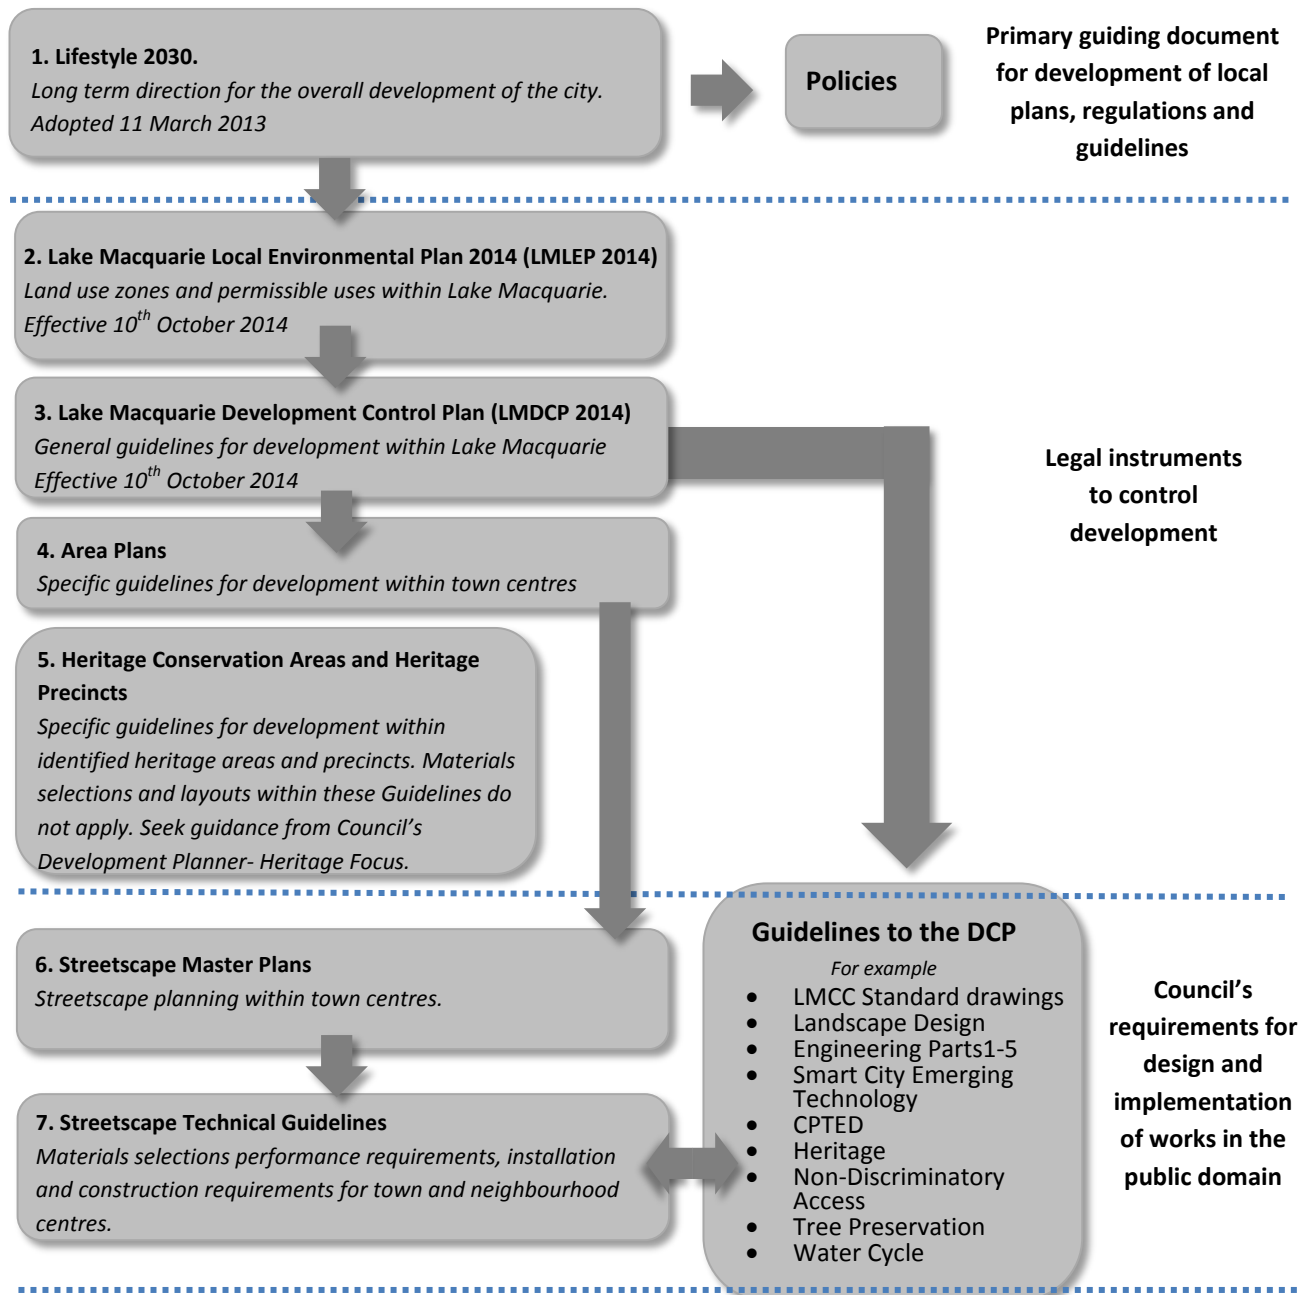 1. Lifestyle 2030.
Long term direction for the overall development of the city.
Adopted 11 March 2013
Policies
Primary guiding document
for development of local
plans, regulations and
guidelines
2. Lake Macquarie Local Environmental Plan 2014 (LMLEP 2014)
Land use zones and permissible uses within Lake Macquarie.
Effective 10th October 2014
3. Lake Macquarie Development Control Plan (LMDCP 2014)
General guidelines for development within Lake Macquarie
Effective 10th October 2014
4. Area Plans
Specific guidelines for development within town centres
5. Heritage Conservation Areas and Heritage
Precincts
Specific guidelines for development within
identified heritage areas and precincts. Materials
selections and layouts within these Guidelines do
not apply. Seek guidance from Council’s
Development Planner- Heritage Focus.
Legal instruments
to control
development
6. Streetscape Master Plans
Streetscape planning within town centres.
7. Streetscape Technical Guidelines
Materials selections performance requirements, installation
and construction requirements for town and neighbourhood
centres.
Guidelines to the DCP
For example
• LMCC Standard drawings
• Landscape Design
• Engineering Parts1-5
• Smart City Emerging
Technology
• CPTED
• Heritage
• Non-Discriminatory
Access
• Tree Preservation
• Water Cycle
Council’s
requirements for
design and
implementation
of works in the
public domain